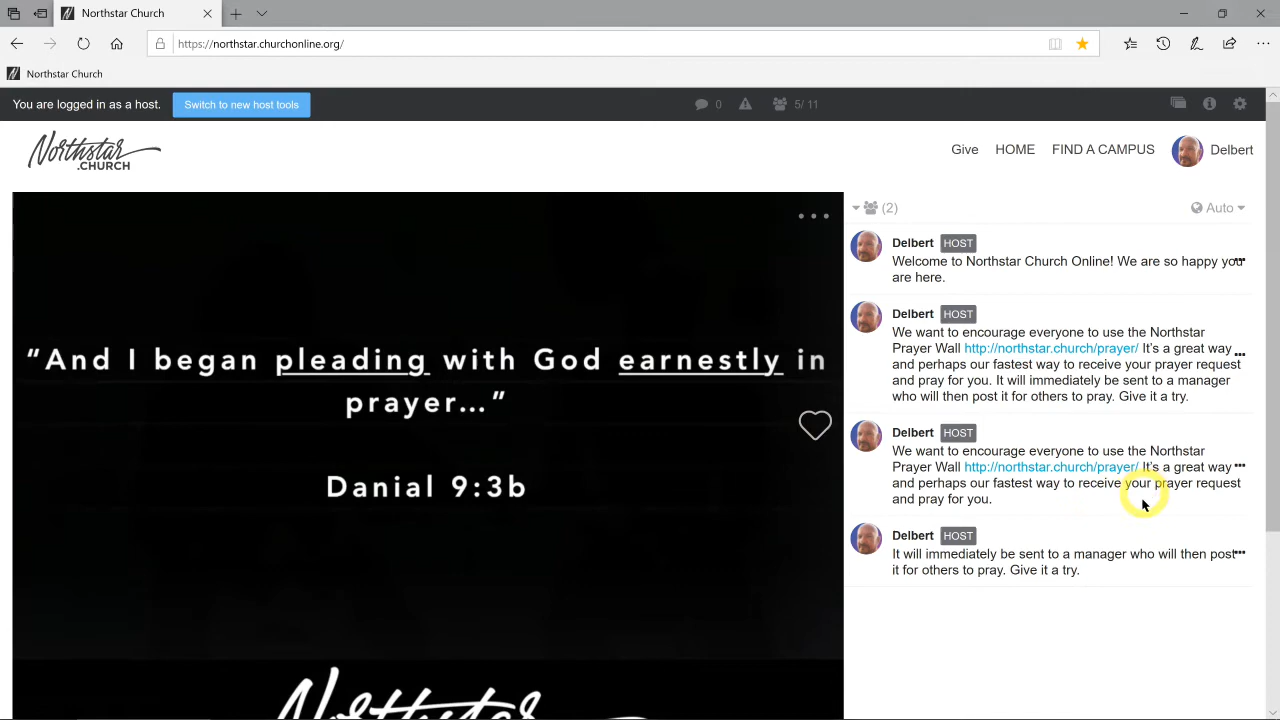 Northstar Church
https://northstar.churchonline.org/
Northstar Church
You are logged in as a host.
Switch to new host tools
0
5/ 11
Northstar
.CHURCH
Give
HOME
FIND A CAMPUS
Delbert
“And I began pleading with God earnestly in
prayer…”
Danial 9:3b
Northstar
(2)
Auto
Delbert HOST
Welcome to Northstar Church Online! We are so happy you
are here.
Delbert HOST
We want to encourage everyone to use the Northstar
Prayer Wall http://northstar.church/prayer/ It’s a great way
and perhaps our fastest way to receive your prayer request
and pray for you. It will immediately be sent to a manager
who will then post it for others to pray. Give it a try.
Delbert HOST
We want to encourage everyone to use the Northstar
Prayer Wall http://northstar.church/prayer/ It’s a great way
and perhaps our fastest way to receive your prayer request
and pray for you.
Delbert HOST
It will immediately be sent to a manager who will then post
it for others to pray. Give it a try.